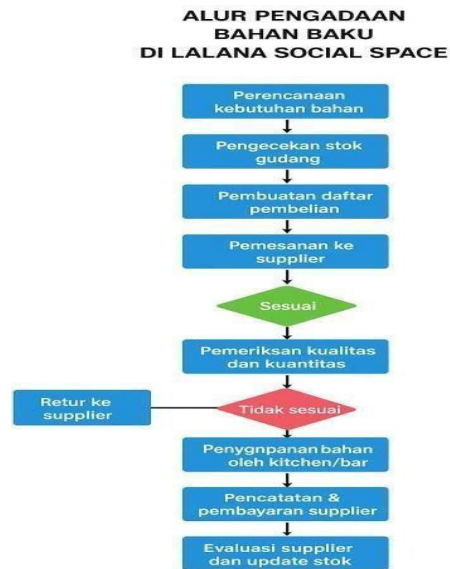 ALUR PENGADAAN
BAHAN BAKU
DI LALANA SOCIAL SPACE
Perencanaan
kebutuhan bahan
Pengecekan stok
gudang
Pembuatan daftar
pembelian
Pemesanan ke
supplier
Sesuai
Pemeriksan kualitas
dan kuantitas
Retur ke
supplier
Tidak sesuai
Penygnpanan bahan
oleh kitchen/bar
Pencatatan &
pembayaran supplier
Evaluasi supplier
dan update stok